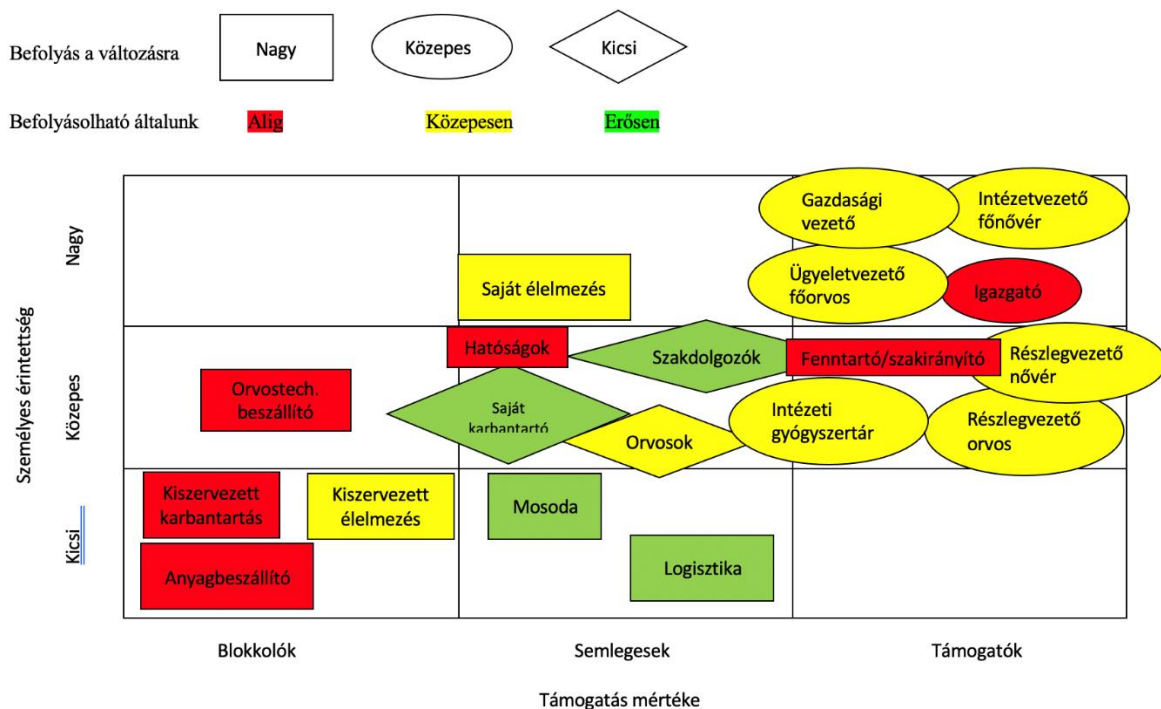 Befolyás a változásra
Nagy
Közepes
Kicsi
Befolyásolható általunk
Alig
Közepesen
Erősen
Személyes érintettség
Nagy
Gazdasági
vezető
Intézetvezető
főnővér
Saját élelmezés
Ügyeletvezető
főorvos
Igazgató
Közepes
Hatóságok
Szakdolgozók
Fenntartó/szakirányító
Részlegvezető
nővér
Orvostech.
beszállító
Saját
karbantartó
Orvosok
Intézeti
gyógyszertár
Részlegvezető
orvos
Kicsi
Kiszervezett
karbantartás
Kiszervezett
élelmezés
Mosoda
Anyagbeszállító
Logisztika
Blokkolók
Semlegesek
Támogatók
Támogatás mértéke